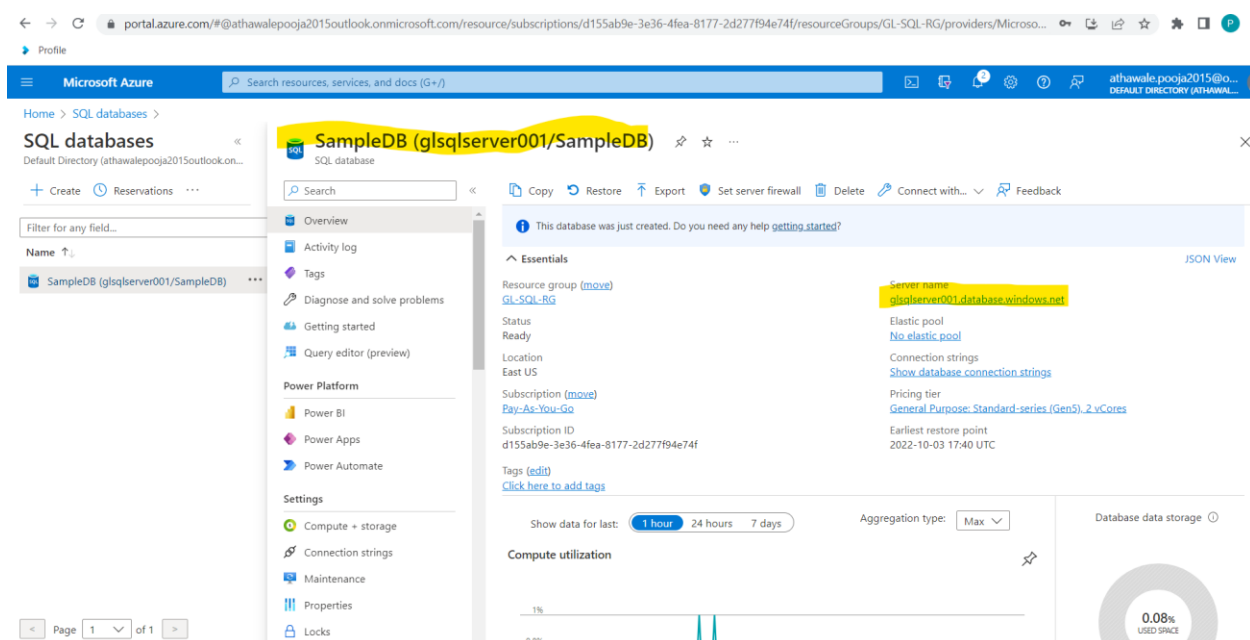 portal.azure.com/#@athawalepooja2015outlook.onmicrosoft.com/resource/subscriptions/d155ab9e-3e36-4fea-8177-2d277f94e74f/resourceGroups/GL-SQL-RG/providers/Microso...
P
Profile
Microsoft Azure
Search resources, services, and docs (G+/)
2
athawale.pooja2015@o...
DEFAULT DIRECTORY (ATHAWAL...
Home > SQL databases >
SQL databases
Default Directory (athawalepooja2015outlook.on...
+ Create
Reservations
Filter for any field...
Name ↑↓
SQL
SampleDB (glsqlserver001/SampleDB)
Page 1 of 1
SQL
SampleDB (glsqlserver001/SampleDB)
SQL database
Search
Overview
Activity log
Tags
Diagnose and solve problems
Getting started
Query editor (preview)
Power Platform
Power BI
Power Apps
Power Automate
Settings
Compute + storage
Connection strings
Maintenance
Properties
Locks
Copy
Restore
Export
Set server firewall
Delete
Connect with...
Feedback
This database was just created. Do you need any help getting started?
Essentials
JSON View
Resource group (move)
GL-SQL-RG
Status
Ready
Location
East US
Subscription (move)
Pay-As-You-Go
Subscription ID
d155ab9e-3e36-4fea-8177-2d277f94e74f
Tags (edit)
Click here to add tags
Server name
glsqlserver001.database.windows.net
Elastic pool
No elastic pool
Connection strings
Show database connection strings
Pricing tier
General Purpose: Standard-series (Gen5), 2 vCores
Earliest restore point
2022-10-03 17:40 UTC
Show data for last:
1 hour
24 hours
7 days
Aggregation type:
Max
Compute utilization
1%
Database data storage
0.08%
USED SPACE